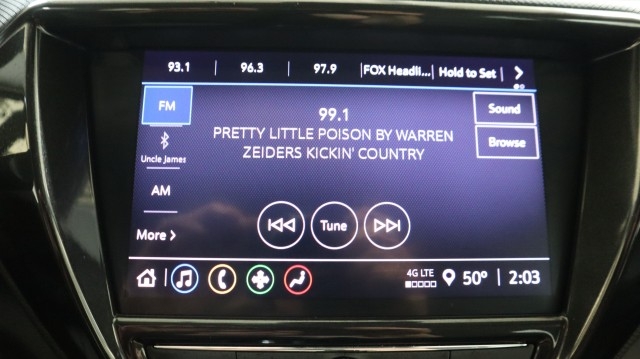 93.1 | 96.3 | 97.9 | FOX Headli... | Hold to Set |
FM
99.1
Sound
PRETTY LITTLE POISON BY WARREN
ZEIDERS KICKIN' COUNTRY
Browse
Uncle James
AM
More >
Tune
4G LTE
50° | 2:03